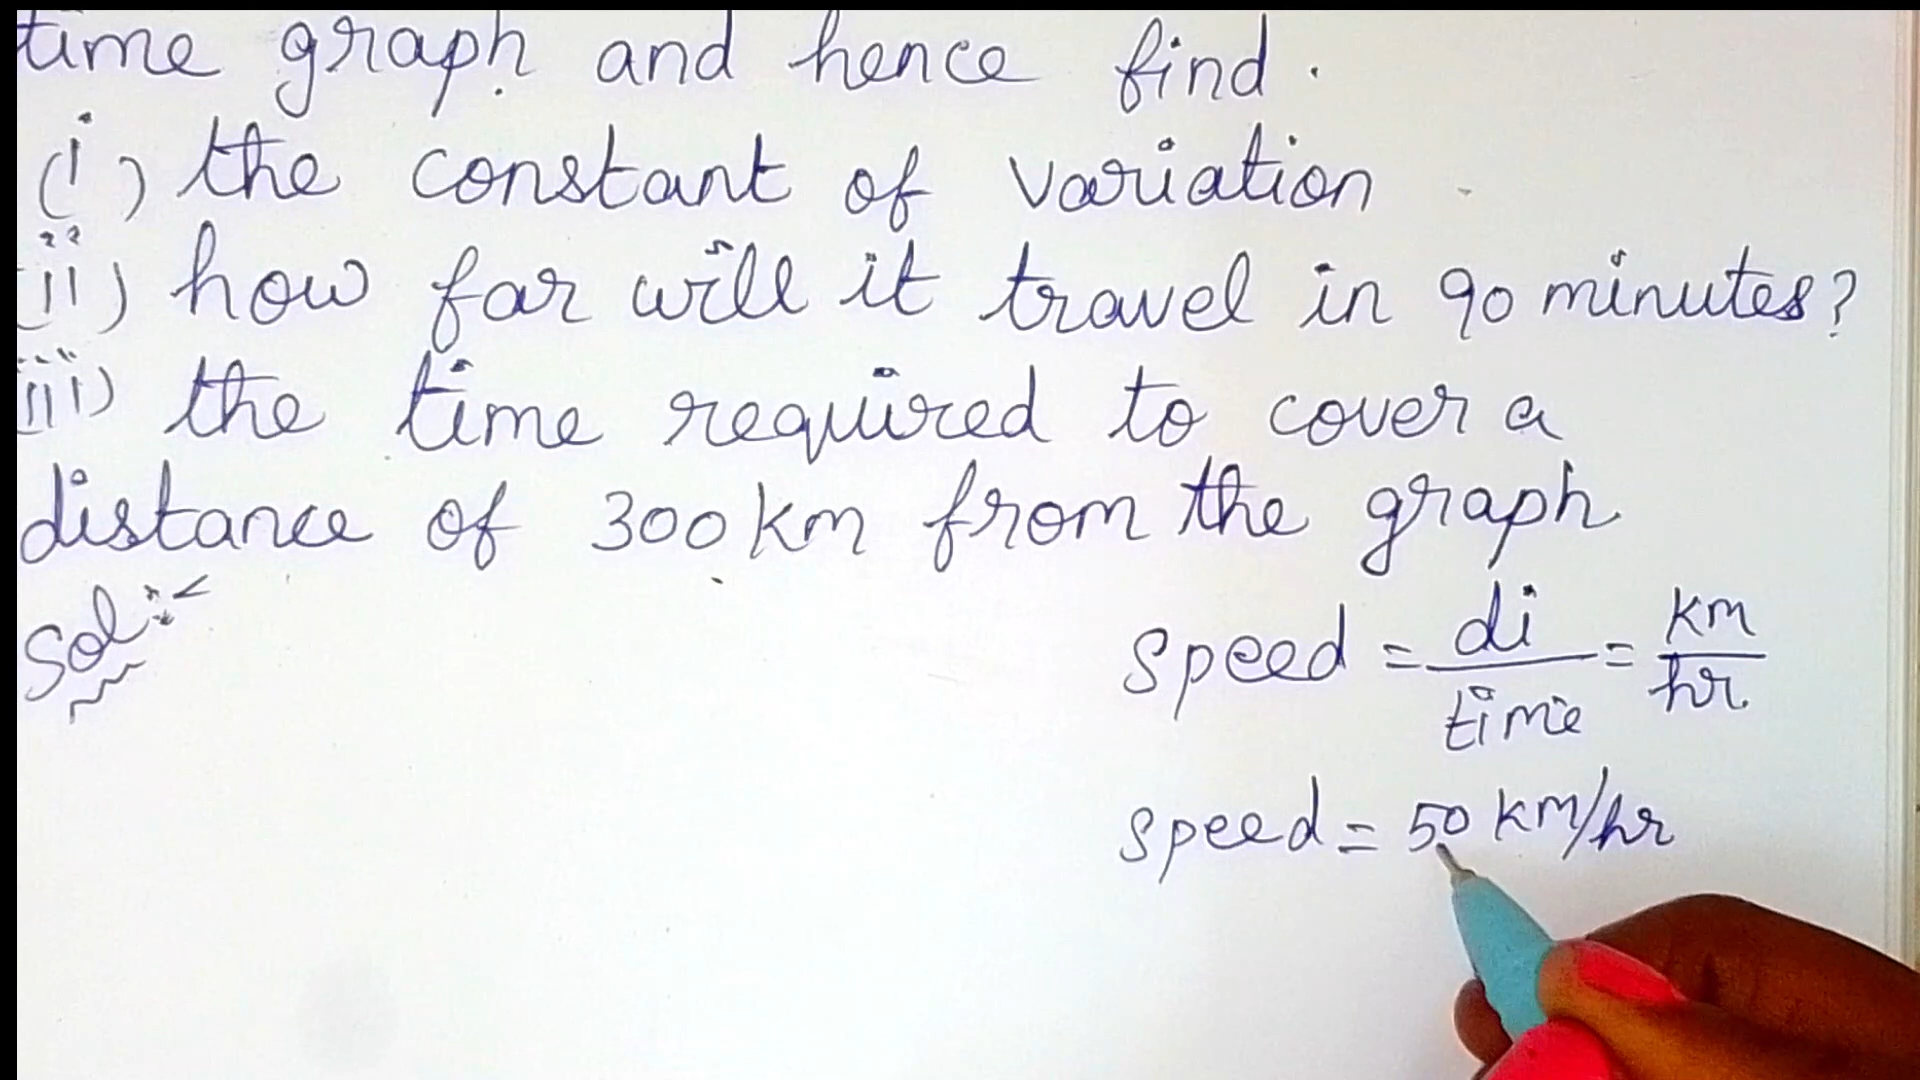 time graph and hence find.
(i) the constant of variation
(ii) how far will it travel in 90 minutes?
(iii) the time required to cover a
distance of 300km from the graph
Sol:-
Speed = di/time = km/hr
Speed = 50 km/hr